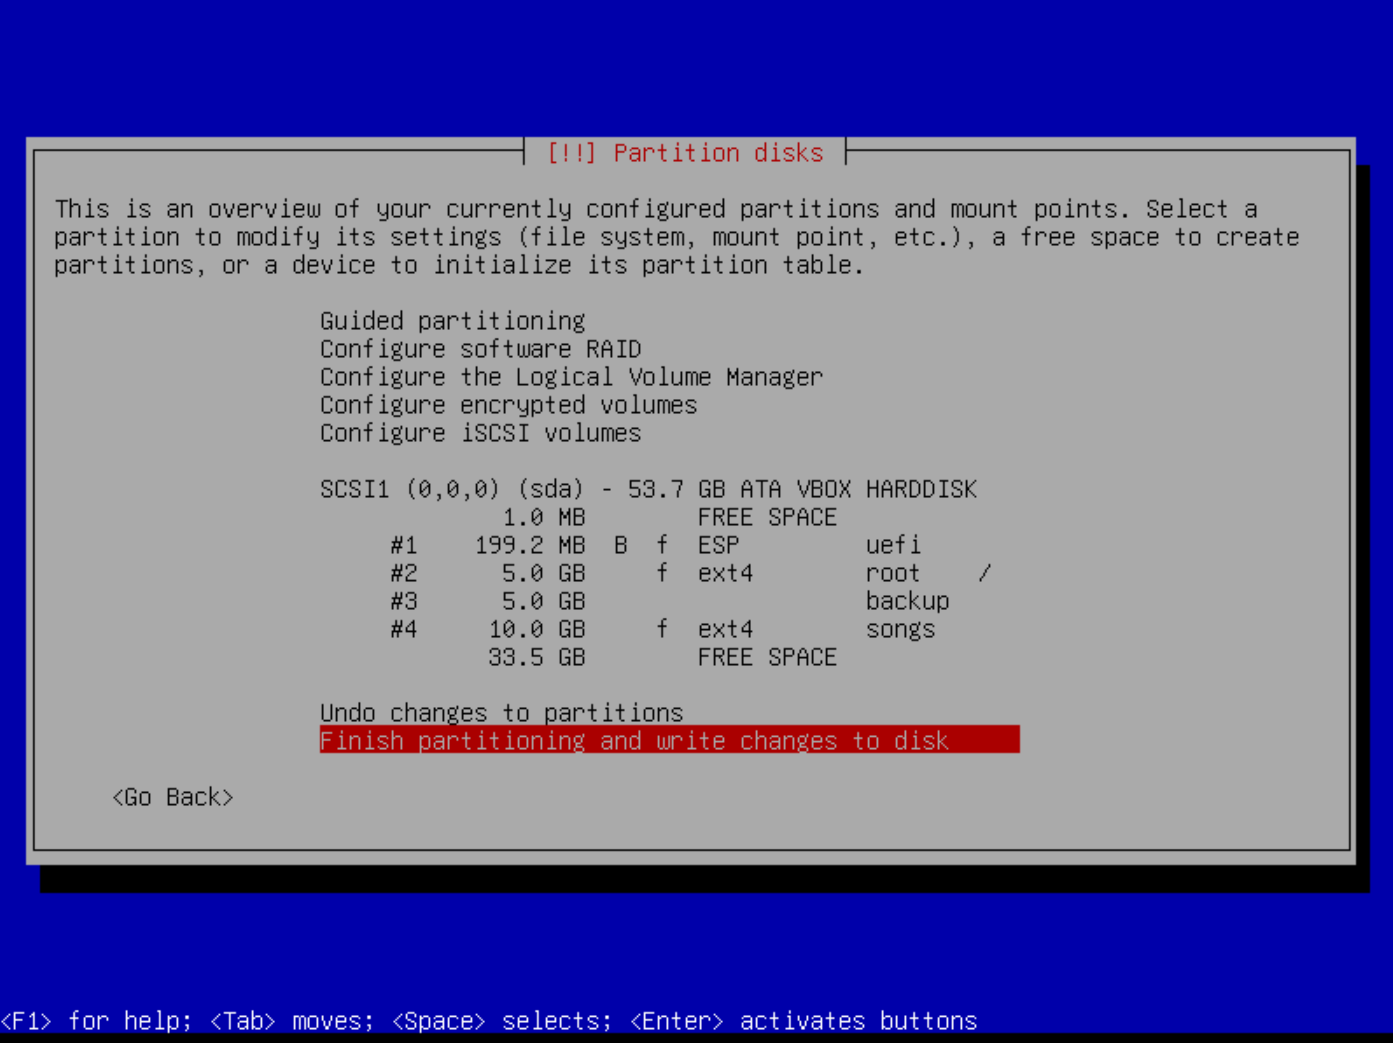 [!!] Partition disks
This is an overview of your currently configured partitions and mount points. Select a
partition to modify its settings (file system, mount point, etc.), a free space to create
partitions, or a device to initialize its partition table.
Guided partitioning
Configure software RAID
Configure the Logical Volume Manager
Configure encrypted volumes
Configure iSCSI volumes
SCSI1 (0,0,0) (sda) - 53.7 GB ATA VBOX HARDDISK
1.0 MB FREE SPACE
#1 199.2 MB B f ESP uefi
#2 5.0 GB f ext4 root /
#3 5.0 GB backup
#4 10.0 GB f ext4 songs
33.5 GB FREE SPACE
Undo changes to partitions
Finish partitioning and write changes to disk
<Go Back>
<F1> for help; <Tab> moves; <Space> selects; <Enter> activates buttons